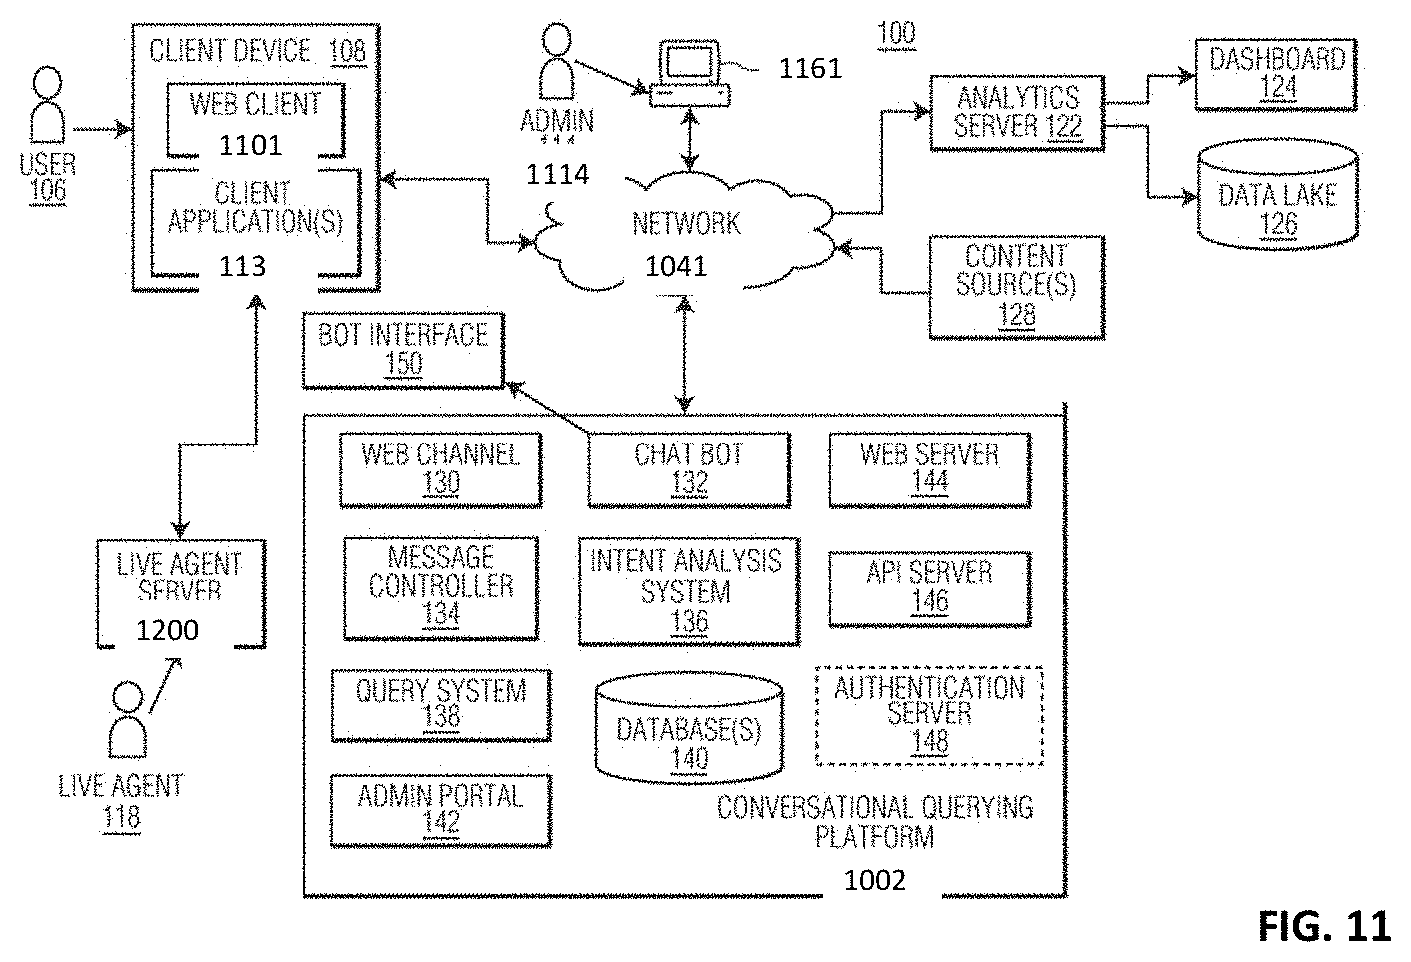 CLIENT DEVICE 108
WEB CLIENT
1101
CLIENT
APPLICATION(S)
113
USER
106
ADMIN
1114
1161
100
NETWORK
1041
ANALYTICS
SERVER 122
DASHBOARD
124
DATA LAKE
126
CONTENT
SOURCE(S)
128
BOT INTERFACE
150
WEB CHANNEL
130
CHAT BOT
132
WEB SERVER
144
MESSAGE
CONTROLLER
134
INTENT ANALYSIS
SYSTEM
136
API SERVER
146
LIVE AGENT
SERVER
1200
QUERY SYSTEM
138
DATABASE(S)
140
AUTHENTICATION
SERVER
148
LIVE AGENT
118
ADMIN PORTAL
142
CONVERSATIONAL QUERYING
PLATFORM
1002
FIG. 11